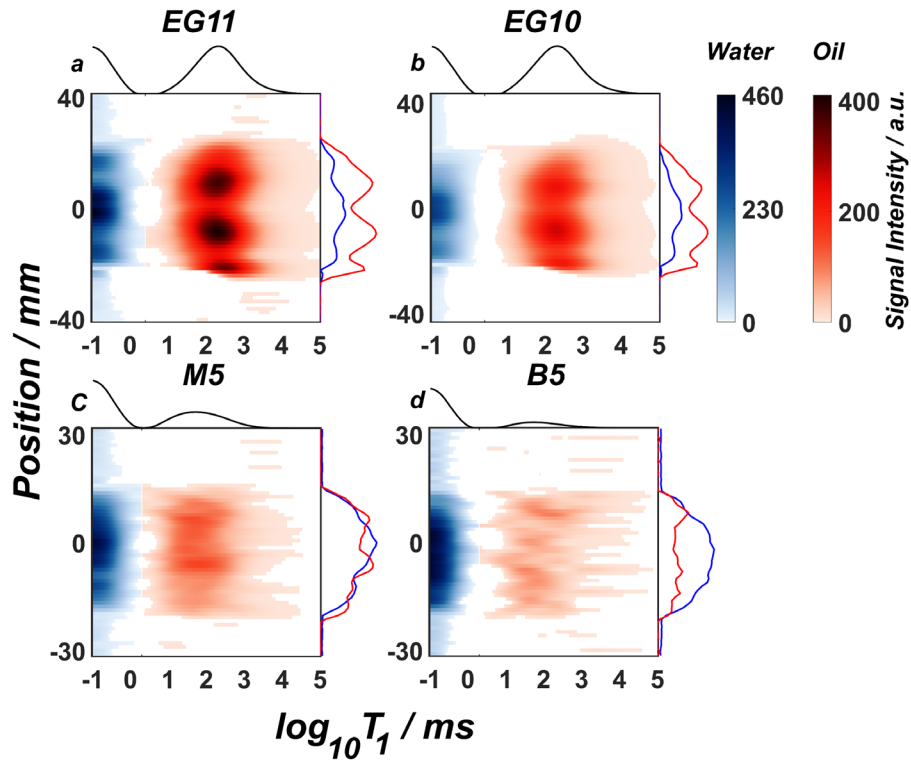 EG11 EG10
a b Water Oil
40 40 460 400
0 0 230 200
-40 -40 0 0
Signal Intensity / a.u.
-1 0 1 2 3 4 5 -1 0 1 2 3 4 5
M5 B5
C d
30 30
0 0
-30 -30
-1 0 1 2 3 4 5 -1 0 1 2 3 4 5
Position / mm
log10T1 / ms